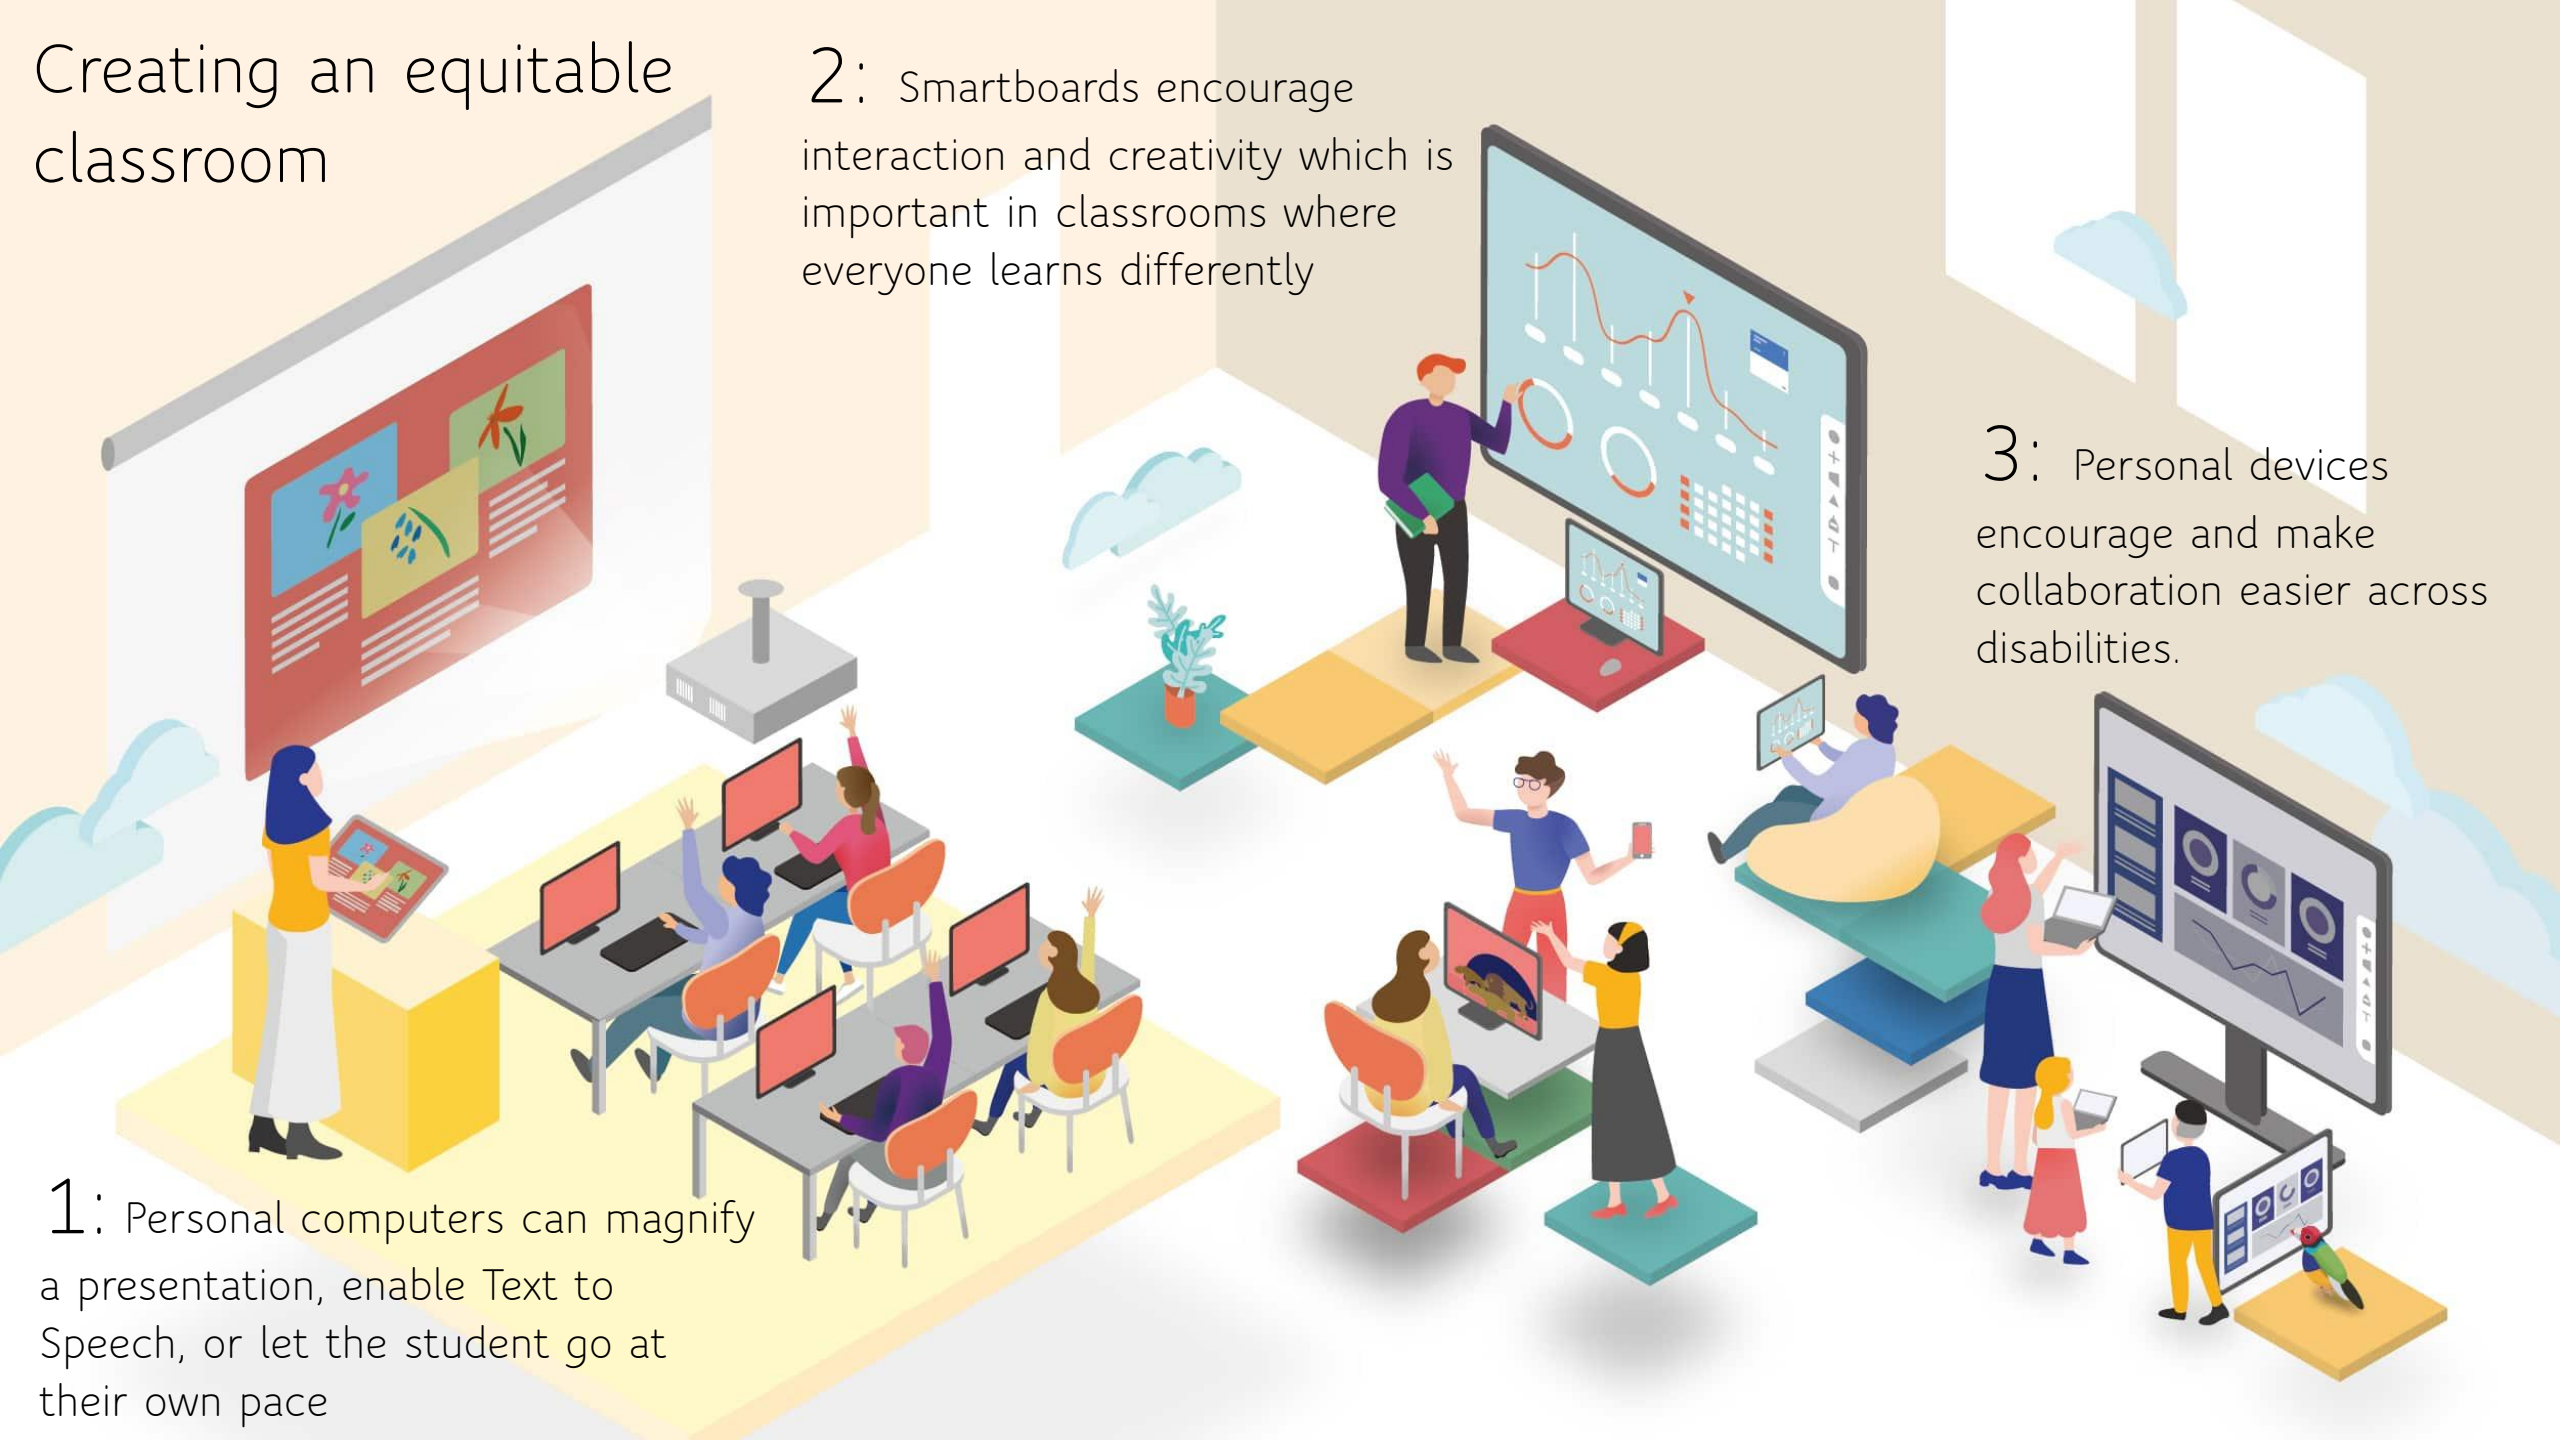 Creating an equitable
classroom
2: Smartboards encourage
interaction and creativity which is
important in classrooms where
everyone learns differently
3: Personal devices
encourage and make
collaboration easier across
disabilities.
1: Personal computers can magnify
a presentation, enable Text to
Speech, or let the student go at
their own pace